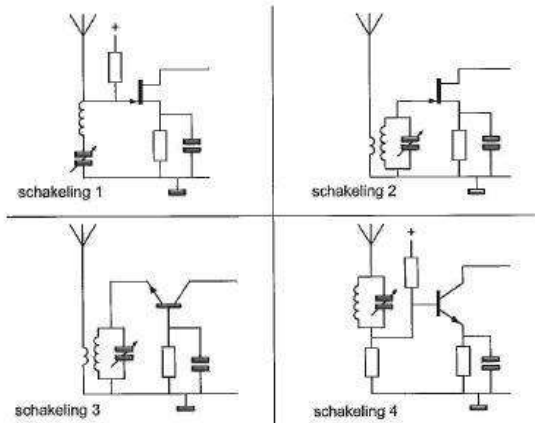 +
schakeling 1
schakeling 2
schakeling 3
+
schakeling 4